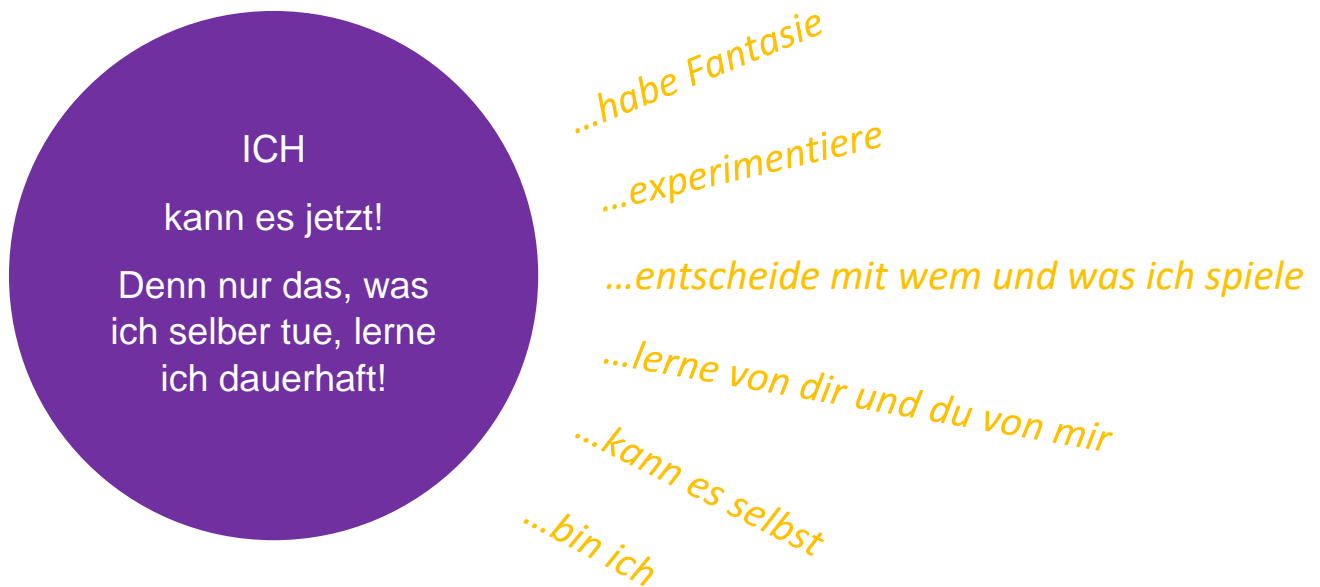 ICH
kann es jetzt!
Denn nur das, was
ich selber tue, lerne
ich dauerhaft!
…habe Fantasie
…experimentiere
…entscheide mit wem und was ich spiele
…lerne von dir und du von mir
…kann es selbst
…bin ich